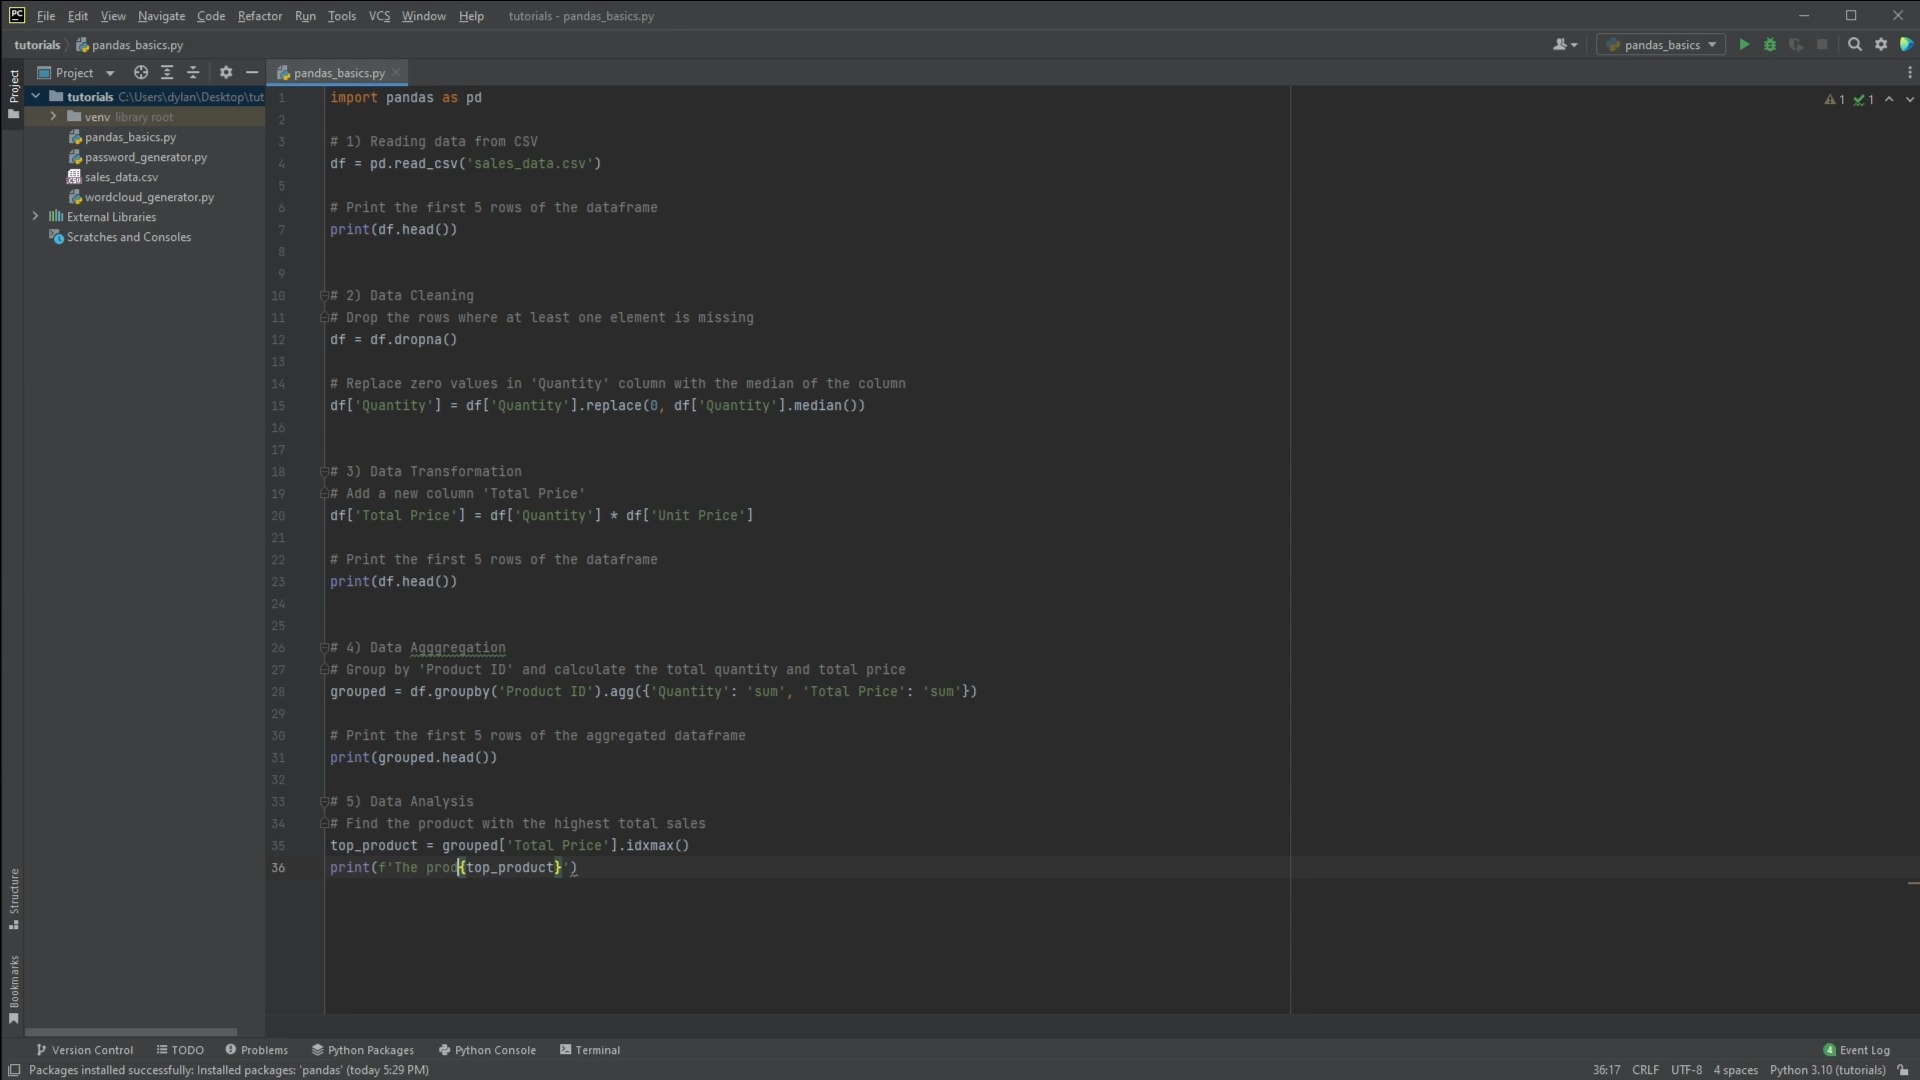 PC File Edit View Navigate Code Refactor Run Tools VCS Window Help tutorials - pandas_basics.py
tutorials pandas_basics.py pandas_basics
Project pandas_basics.py
Project
tutorials C:\Users\dylan\Desktop\tut
venv library root
pandas_basics.py
password_generator.py
sales_data.csv
wordcloud_generator.py
External Libraries
Scratches and Consoles
1 1
1 import pandas as pd
2
3 # 1) Reading data from CSV
4 df = pd.read_csv('sales_data.csv')
5
6 # Print the first 5 rows of the dataframe
7 print(df.head())
8
9
10 # 2) Data Cleaning
11 # Drop the rows where at least one element is missing
12 df = df.dropna()
13
14 # Replace zero values in 'Quantity' column with the median of the column
15 df['Quantity'] = df['Quantity'].replace(0, df['Quantity'].median())
16
17
18 # 3) Data Transformation
19 # Add a new column 'Total Price'
20 df['Total Price'] = df['Quantity'] * df['Unit Price']
21
22 # Print the first 5 rows of the dataframe
23 print(df.head())
24
25
26 # 4) Data Agggregation
27 # Group by 'Product ID' and calculate the total quantity and total price
28 grouped = df.groupby('Product ID').agg({'Quantity': 'sum', 'Total Price': 'sum'})
29
30 # Print the first 5 rows of the aggregated dataframe
31 print(grouped.head())
32
33 # 5) Data Analysis
34 # Find the product with the highest total sales
35 top_product = grouped['Total Price'].idxmax()
36 print(f'The prod{top_product}')
Structure
Bookmarks
Version Control TODO Problems Python Packages Python Console Terminal 4 Event Log
Packages installed successfully: Installed packages: 'pandas' (today 5:29 PM) 36:17 CRLF UTF-8 4 spaces Python 3.10 (tutorials)